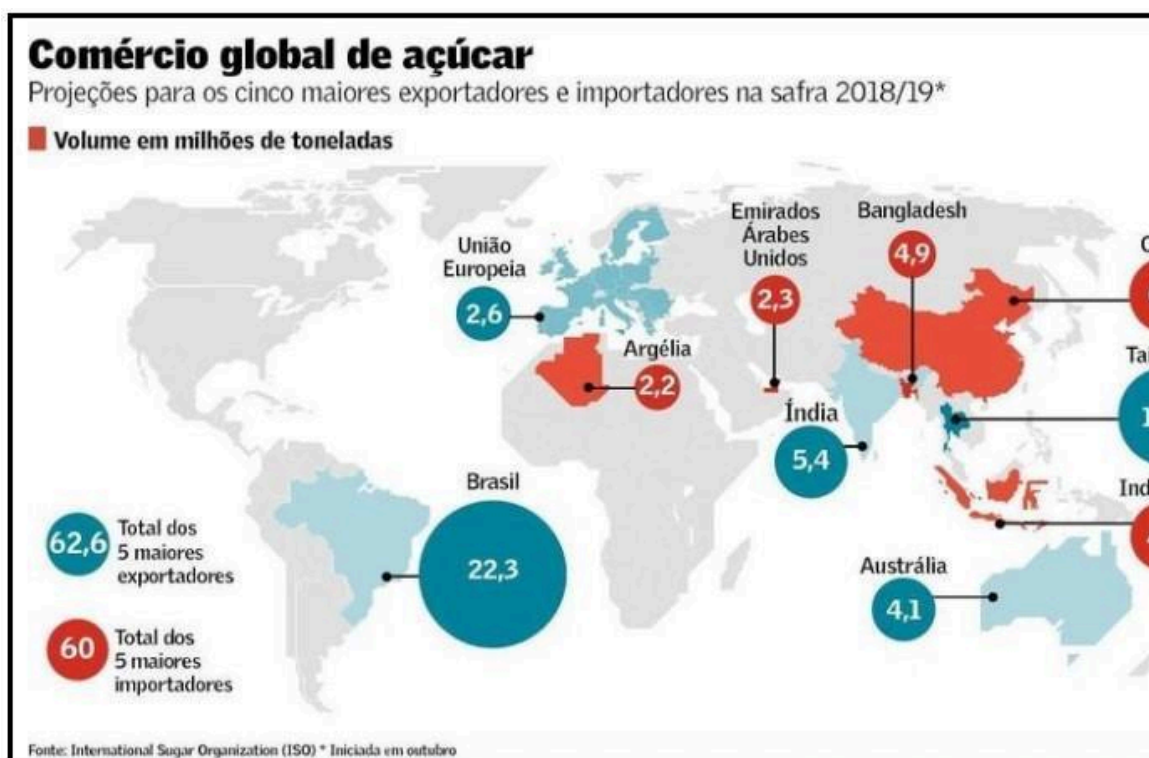 Comércio global de açúcar
Projeções para os cinco maiores exportadores e importadores na safra 2018/19*
Volume em milhões de toneladas
União
Europeia
2,6
Emirados
Árabes
Unidos
2,3
Bangladesh
4,9
Argélia
2,2
Índia
5,4
Brasil
22,3
Austrália
4,1
62,6
Total dos
5 maiores
exportadores
60
Total dos
5 maiores
importadores
Fonte: International Sugar Organization (ISO) * Iniciada em outubro